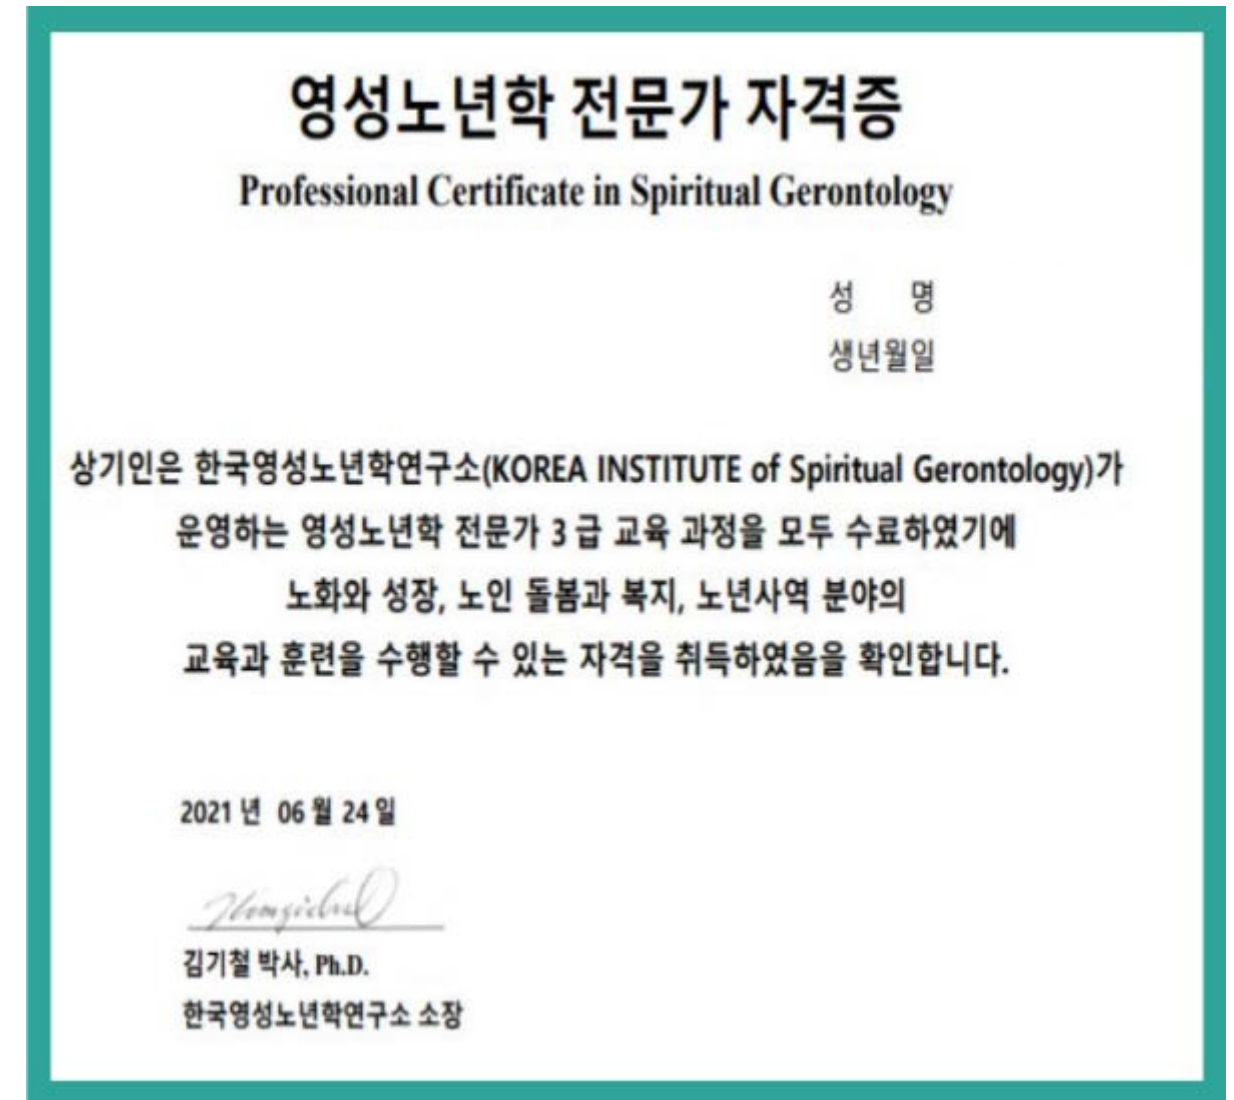 영성노년학 전문가 자격증
Professional Certificate in Spiritual Gerontology
성 명
생년월일
상기인은 한국영성노년학연구소(KOREA INSTITUTE of Spiritual Gerontology)가
운영하는 영성노년학 전문가 3 급 교육 과정을 모두 수료하였기에
노화와 성장, 노인 돌봄과 복지, 노년사역 분야의
교육과 훈련을 수행할 수 있는 자격을 취득하였음을 확인합니다.
2021 년 06 월 24 일
김기철 박사, Ph.D.
한국영성노년학연구소 소장